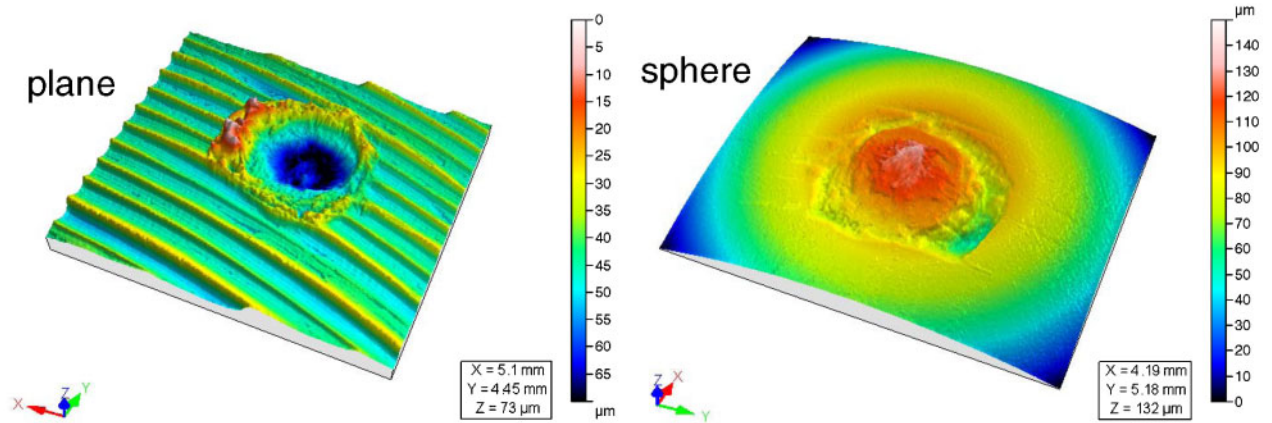 plane
0
5
10
15
20
25
30
35
40
45
50
55
60
65
µm
X = 5.1 mm
Y = 4.45 mm
Z = 73 µm
X
Z
Y
sphere
µm
140
130
120
110
100
90
80
70
60
50
40
30
20
10
0
X = 4.19 mm
Y = 5.18 mm
Z = 132 µm
Z
X
Y